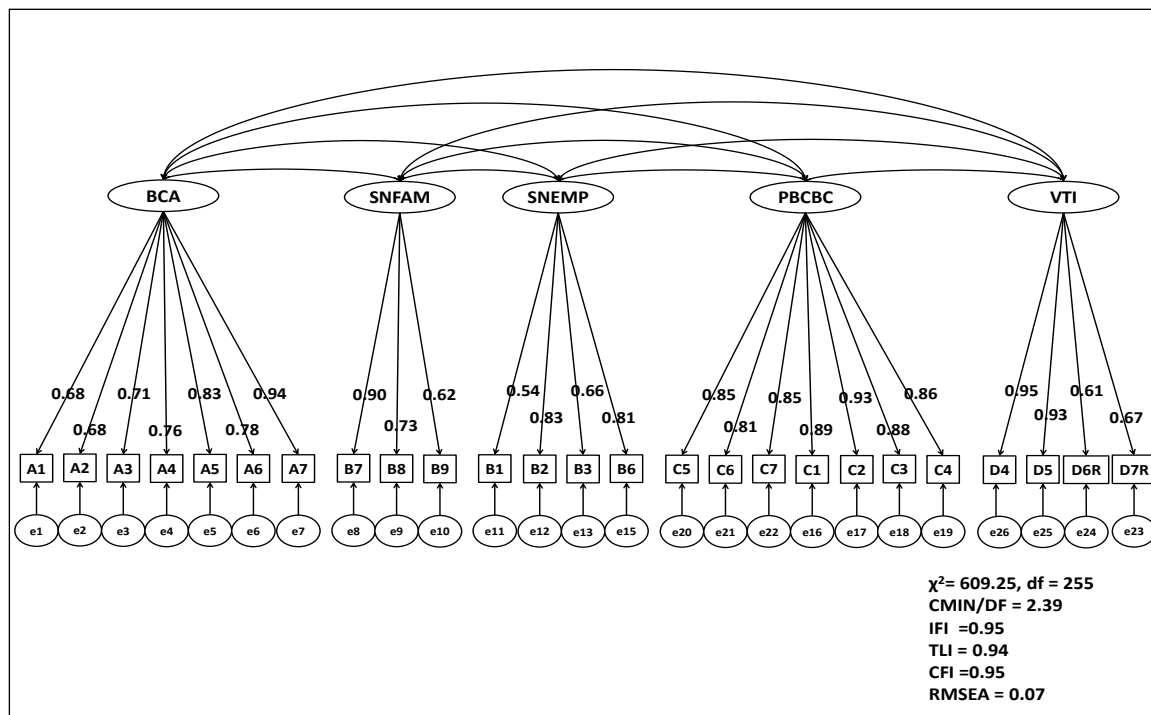 BCA SNFAM SNEMP PBCBC VTI
0.68 0.71 0.83 0.94 0.90 0.62 0.54 0.66 0.85 0.85 0.93 0.86 0.95 0.61
0.68 0.76 0.78 0.73 0.83 0.81 0.81 0.89 0.88 0.93 0.67
A1 A2 A3 A4 A5 A6 A7 B7 B8 B9 B1 B2 B3 B6 C5 C6 C7 C1 C2 C3 C4 D4 D5 D6R D7R
e1 e2 e3 e4 e5 e6 e7 e8 e9 e10 e11 e12 e13 e15 e20 e21 e22 e16 e17 e18 e19 e26 e25 e24 e23
χ²= 609.25, df = 255
CMIN/DF = 2.39
IFI =0.95
TLI = 0.94
CFI =0.95
RMSEA = 0.07